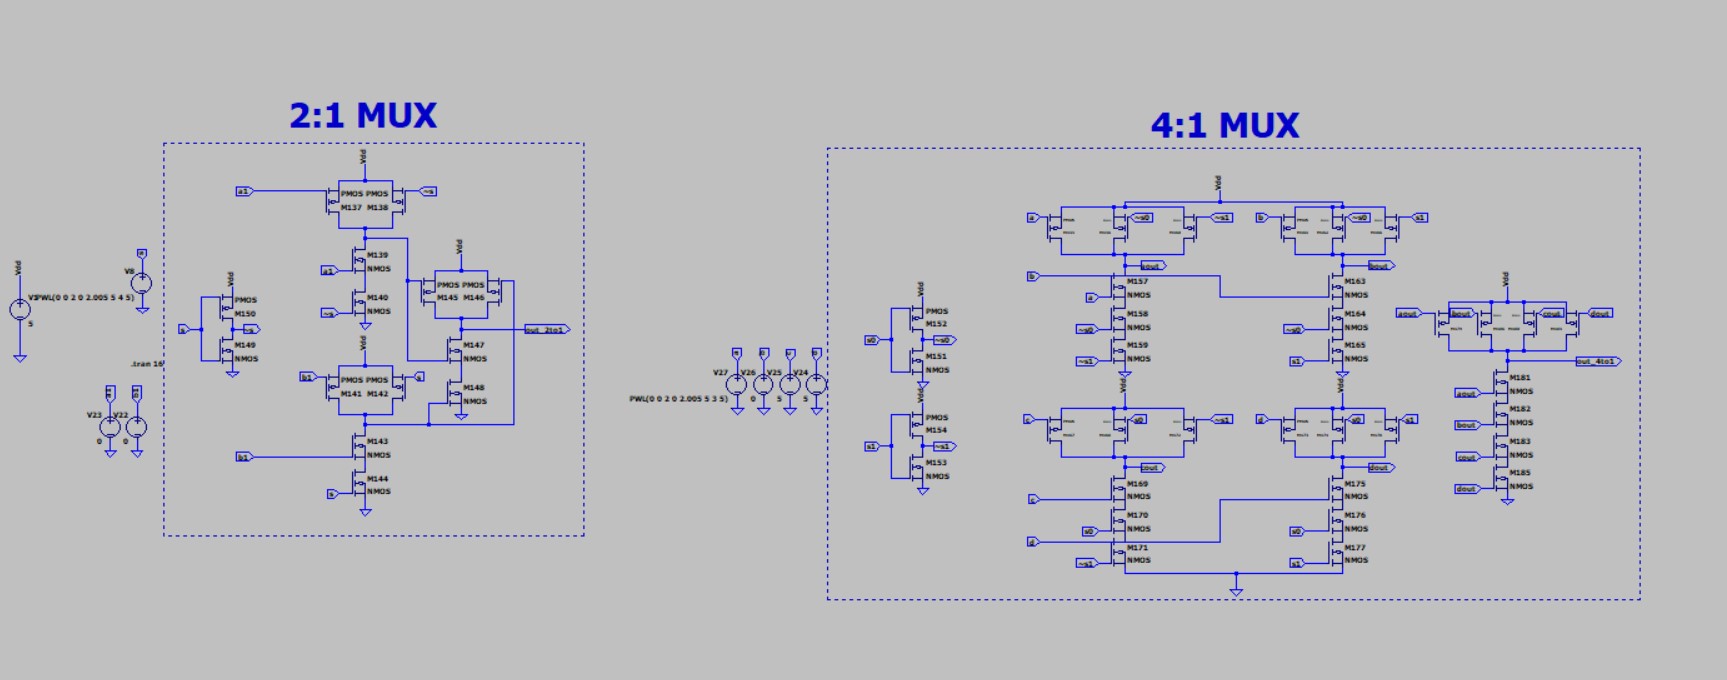 2:1 MUX
4:1 MUX
Vdd
a1
~s
PMOS PMOS
M137 M138
M139
NMOS
a1
M140
NMOS
~s
Vdd
PMOS PMOS
M145 M146
out_2to1
M147
NMOS
M148
NMOS
Vdd
PMOS
M150
s
~s
M149
NMOS
Vdd
b1
s
PMOS PMOS
M141 M142
M143
NMOS
b1
M144
NMOS
s
Vdd
5
V8
PWL(0 0 2 0 2.005 5 4 5)
.tran 16
a1
b1
V23
V22
0
0
V27
V26
V25
V24
PWL(0 0 2 0 2.005 5 3 5)
0
5
5
Vdd
PMOS
M152
s0
~s0
M151
NMOS
Vdd
PMOS
M154
s1
~s1
M153
NMOS
Vdd
a
~s0
~s1
b
~s0
s1
aout
bout
b
M157
NMOS
a
M158
NMOS
~s0
M159
NMOS
~s1
M163
NMOS
M164
NMOS
~s0
M165
NMOS
s1
Vdd
Vdd
c
s0
~s1
d
s0
s1
cout
dout
M169
NMOS
c
M170
NMOS
s0
d
M171
NMOS
~s1
M175
NMOS
M176
NMOS
s0
M177
NMOS
s1
Vdd
aout
bout
cout
dout
out_4to1
M181
NMOS
aout
M182
NMOS
bout
M183
NMOS
cout
M185
NMOS
dout